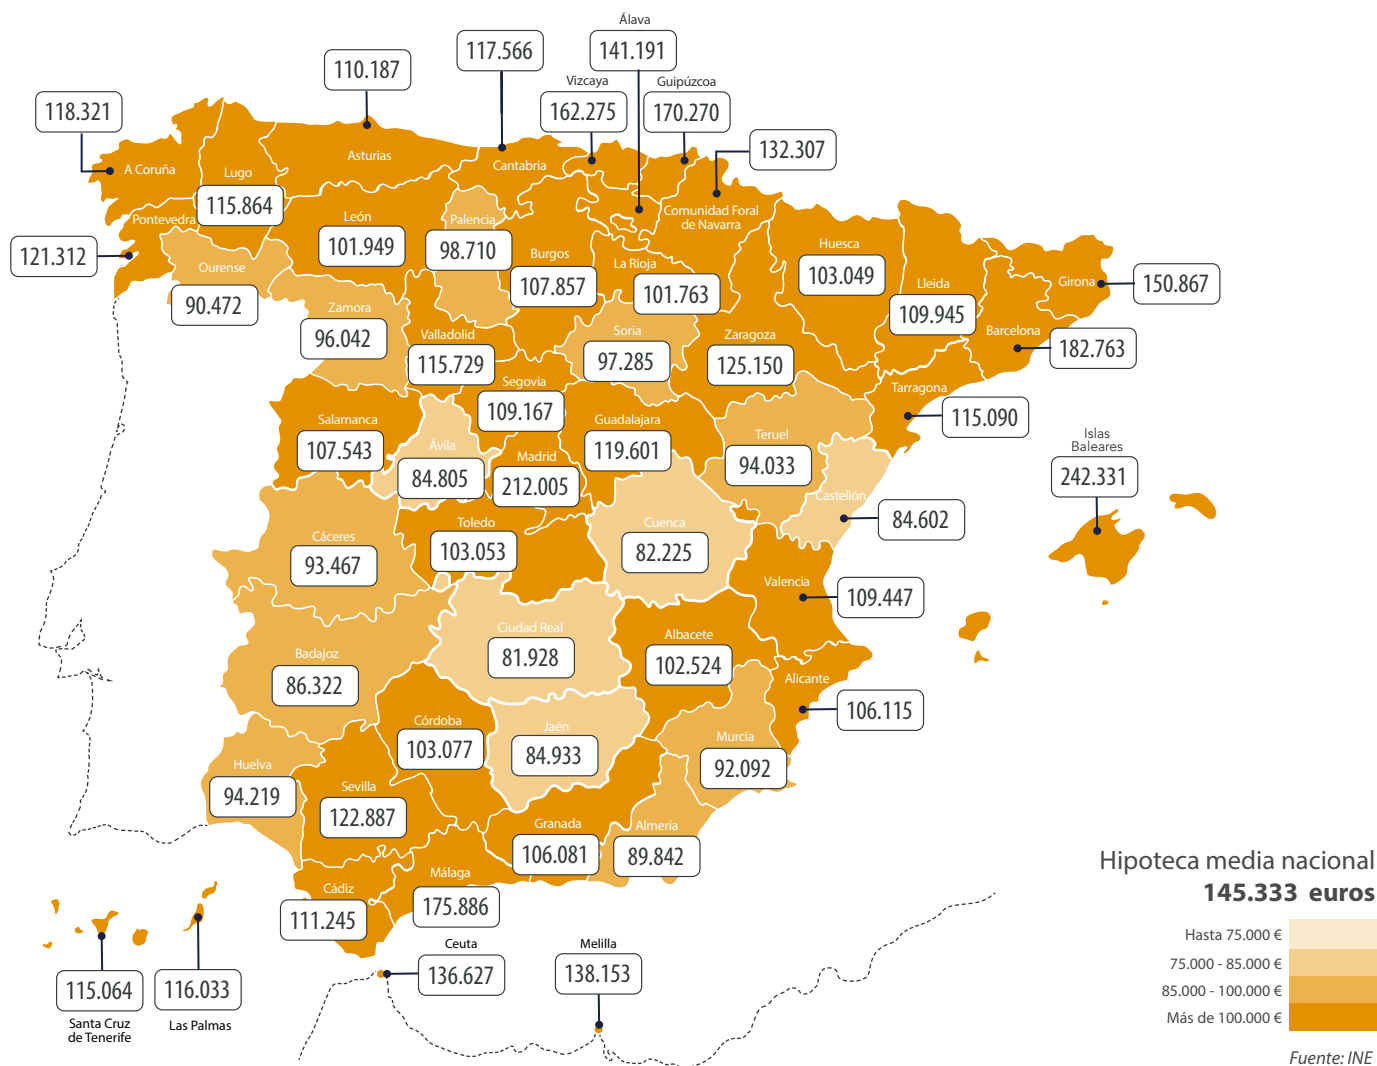 Álava
141.191
117.566
110.187
Vizcaya
162.275
Guipúzcoa
170.270
118.321
132.307
A Coruña
Lugo
115.864
Asturias
Cantabria
Pontevedra
121.312
Ourense
90.472
León
101.949
Palencia
98.710
Burgos
107.857
La Rioja
101.763
Comunidad Foral
de Navarra
Huesca
103.049
Lleida
109.945
Girona
150.867
Barcelona
182.763
Zamora
96.042
Valladolid
115.729
Soria
97.285
Zaragoza
125.150
Tarragona
115.090
Segovia
109.167
Salamanca
107.543
Ávila
84.805
Madrid
212.005
Guadalajara
119.601
Teruel
94.033
Castellón
84.602
Islas
Baleares
242.331
Cáceres
93.467
Toledo
103.053
Cuenca
82.225
Valencia
109.447
Badajoz
86.322
Ciudad Real
81.928
Albacete
102.524
Alicante
106.115
Huelva
94.219
Sevilla
122.887
Córdoba
103.077
Jaén
84.933
Murcia
92.092
Granada
106.081
Almería
89.842
Cádiz
111.245
Málaga
175.886
Ceuta
136.627
Melilla
138.153
115.064
Santa Cruz
de Tenerife
116.033
Las Palmas
Hipoteca media nacional
145.333 euros
Hasta 75.000 €
75.000 - 85.000 €
85.000 - 100.000 €
Más de 100.000 €
Fuente: INE